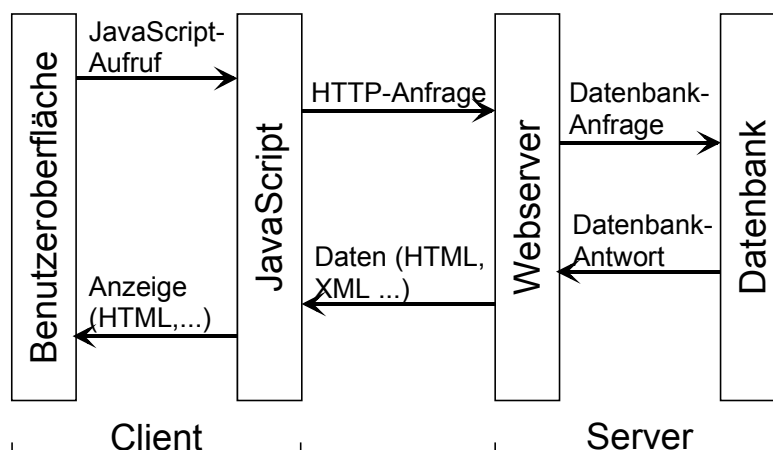 JavaScript-
Aufruf
HTTP-Anfrage
Datenbank-
Anfrage
Benutzeroberfläche
JavaScript
Webserver
Datenbank
Datenbank-
Antwort
Daten (HTML,
XML ...)
Anzeige
(HTML,...)
Client
Server